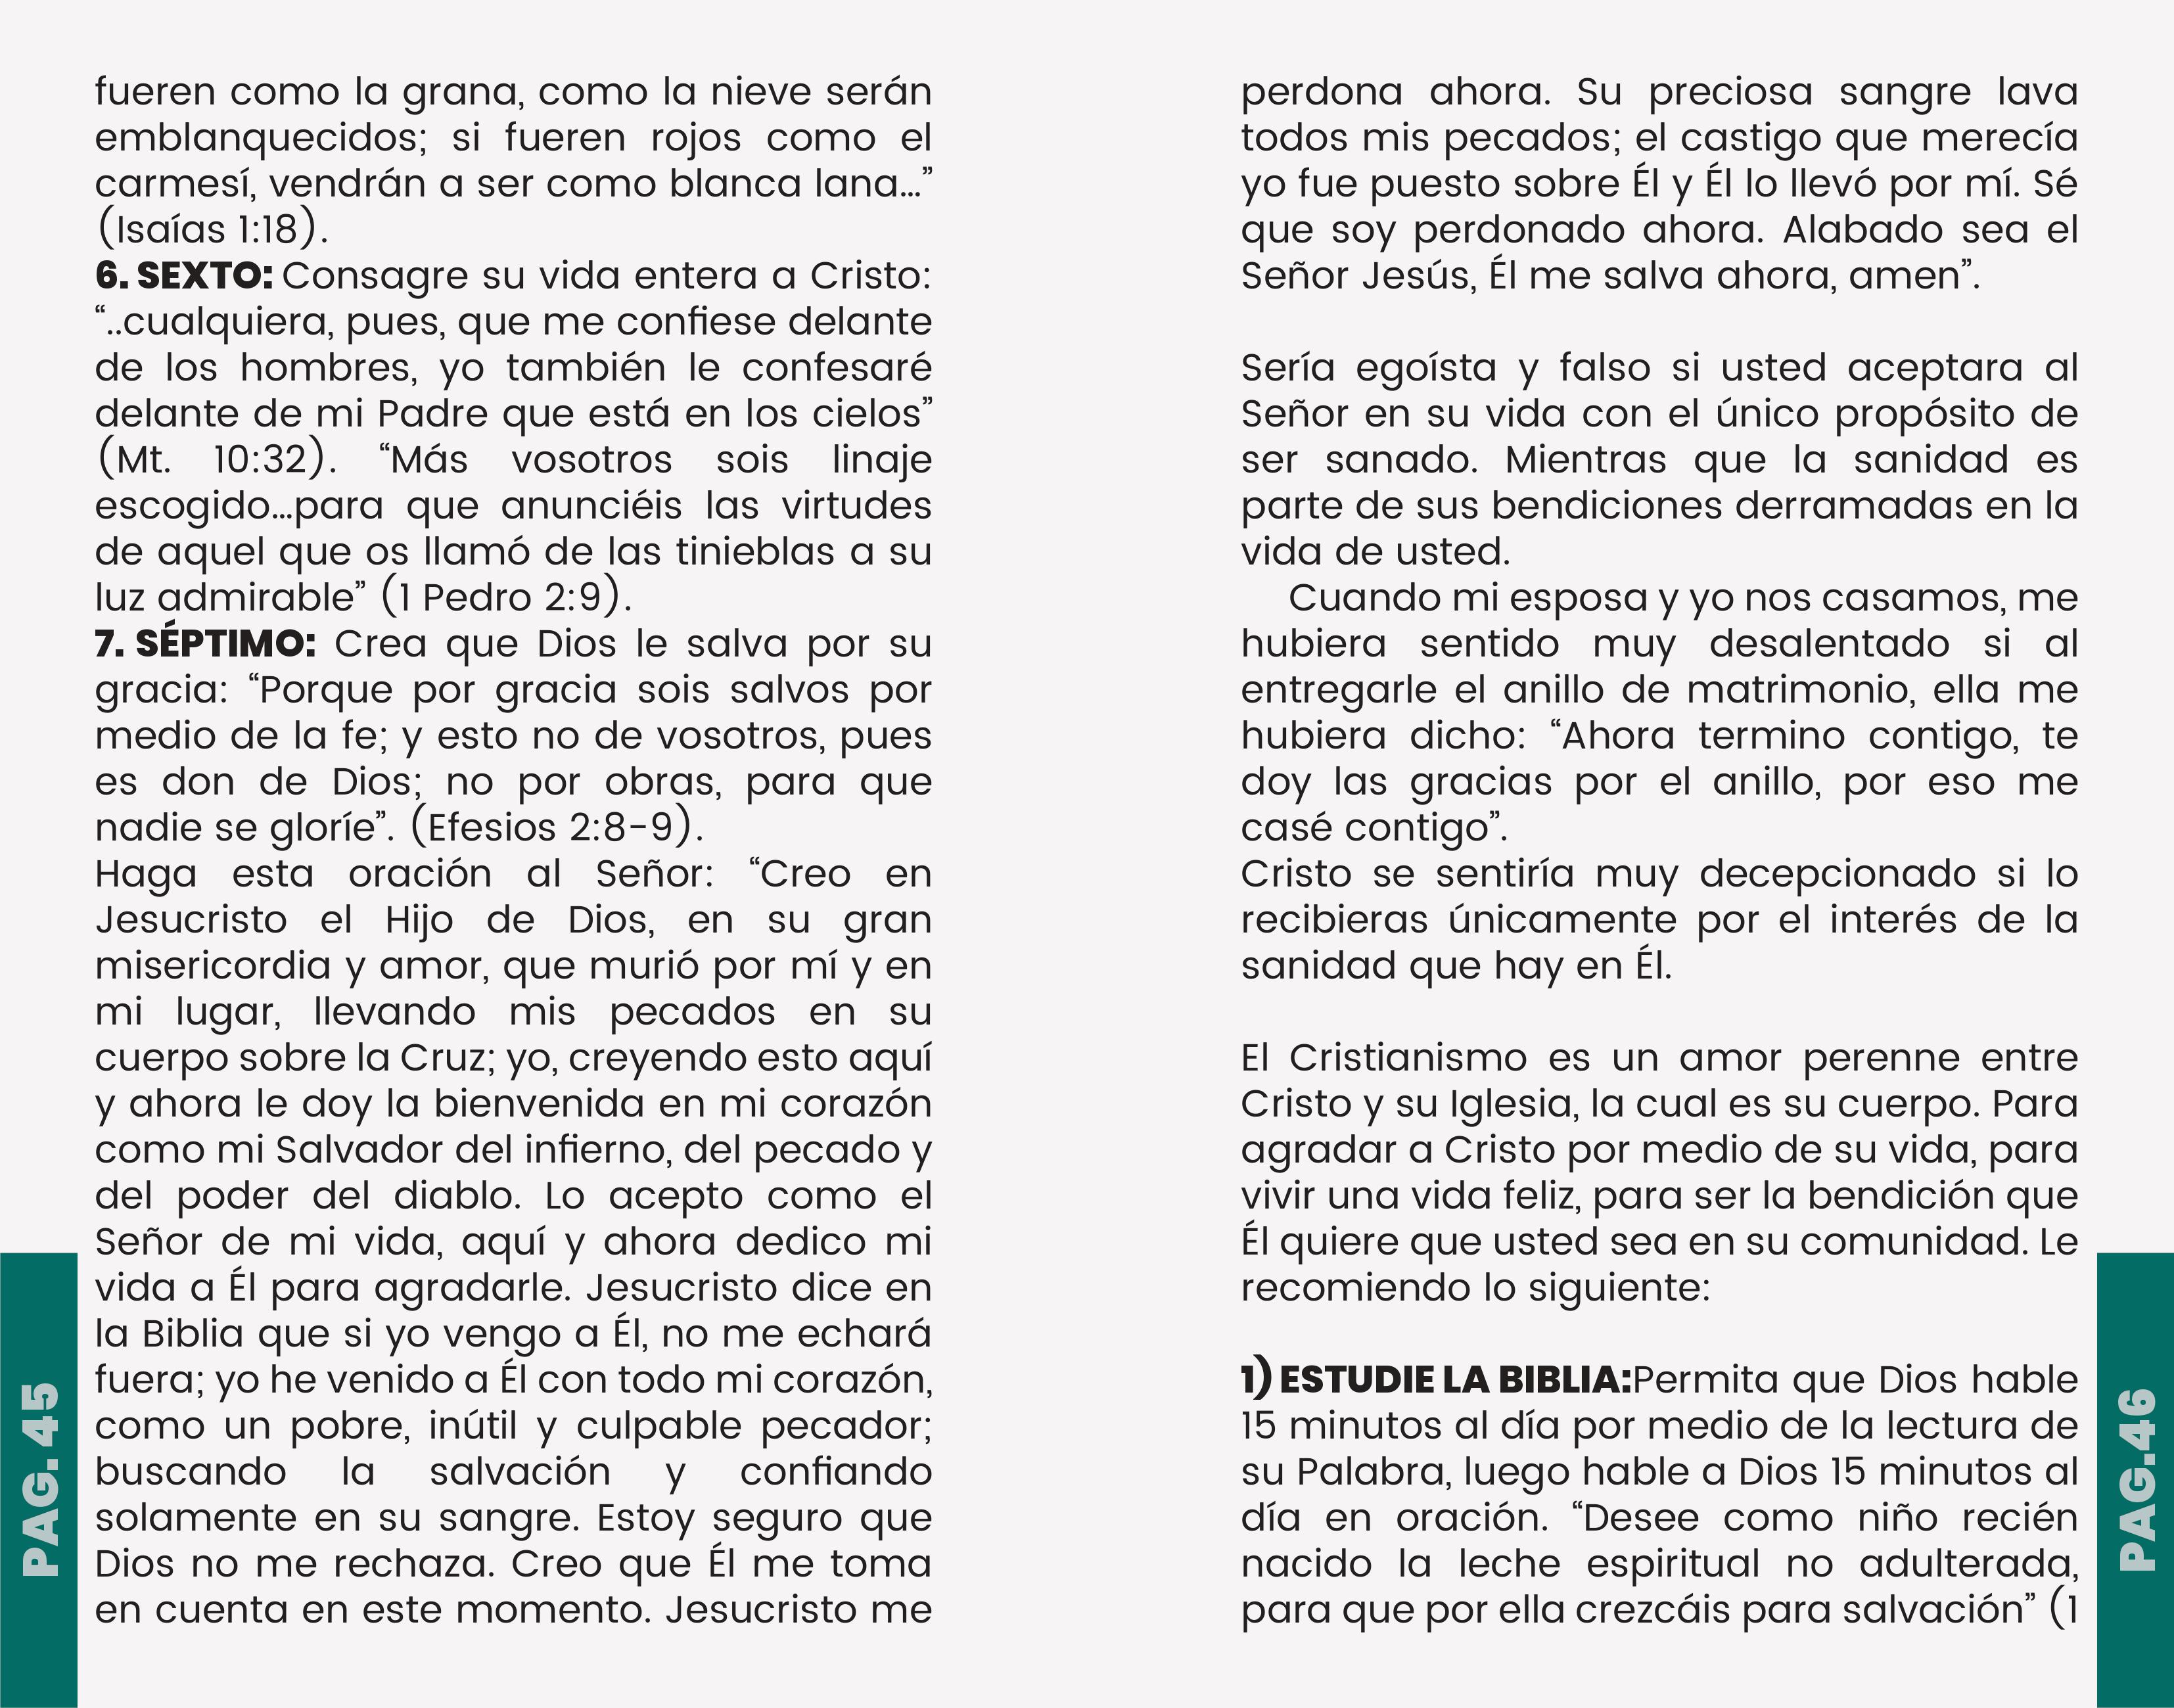 fueren como la grana, como la nieve serán
emblanquecidos; si fueren rojos como el
carmesí, vendrán a ser como blanca lana…”
(Isaías 1:18).
6. SEXTO: Consagre su vida entera a Cristo:
“..cualquiera, pues, que me confiese delante
de los hombres, yo también le confesaré
delante de mi Padre que está en los cielos”
(Mt. 10:32). “Más vosotros sois linaje
escogido…para que anunciéis las virtudes
de aquel que os llamó de las tinieblas a su
luz admirable” (1 Pedro 2:9).
7. SÉPTIMO: Crea que Dios le salva por su
gracia: “Porque por gracia sois salvos por
medio de la fe; y esto no de vosotros, pues
es don de Dios; no por obras, para que
nadie se gloríe”. (Efesios 2:8-9).
Haga esta oración al Señor: “Creo en
Jesucristo el Hijo de Dios, en su gran
misericordia y amor, que murió por mí y en
mi lugar, llevando mis pecados en su
cuerpo sobre la Cruz; yo, creyendo esto aquí
y ahora le doy la bienvenida en mi corazón
como mi Salvador del infierno, del pecado y
del poder del diablo. Lo acepto como el
Señor de mi vida, aquí y ahora dedico mi
vida a Él para agradarle. Jesucristo dice en
la Biblia que si yo vengo a Él, no me echará
fuera; yo he venido a Él con todo mi corazón,
como un pobre, inútil y culpable pecador;
buscando la salvación y confiando
solamente en su sangre. Estoy seguro que
Dios no me rechaza. Creo que Él me toma
en cuenta en este momento. Jesucristo me
PAG. 45
perdona ahora. Su preciosa sangre lava
todos mis pecados; el castigo que merecía
yo fue puesto sobre Él y Él lo llevó por mí. Sé
que soy perdonado ahora. Alabado sea el
Señor Jesús, Él me salva ahora, amen”.
Sería egoísta y falso si usted aceptara al
Señor en su vida con el único propósito de
ser sanado. Mientras que la sanidad es
parte de sus bendiciones derramadas en la
vida de usted.
Cuando mi esposa y yo nos casamos, me
hubiera sentido muy desalentado si al
entregarle el anillo de matrimonio, ella me
hubiera dicho: “Ahora termino contigo, te
doy las gracias por el anillo, por eso me
casé contigo”.
Cristo se sentiría muy decepcionado si lo
recibieras únicamente por el interés de la
sanidad que hay en Él.
El Cristianismo es un amor perenne entre
Cristo y su Iglesia, la cual es su cuerpo. Para
agradar a Cristo por medio de su vida, para
vivir una vida feliz, para ser la bendición que
Él quiere que usted sea en su comunidad. Le
recomiendo lo siguiente:
1) ESTUDIE LA BIBLIA:Permita que Dios hable
15 minutos al día por medio de la lectura de
su Palabra, luego hable a Dios 15 minutos al
día en oración. “Desee como niño recién
nacido la leche espiritual no adulterada,
para que por ella crezcáis para salvación” (1
PAG.46